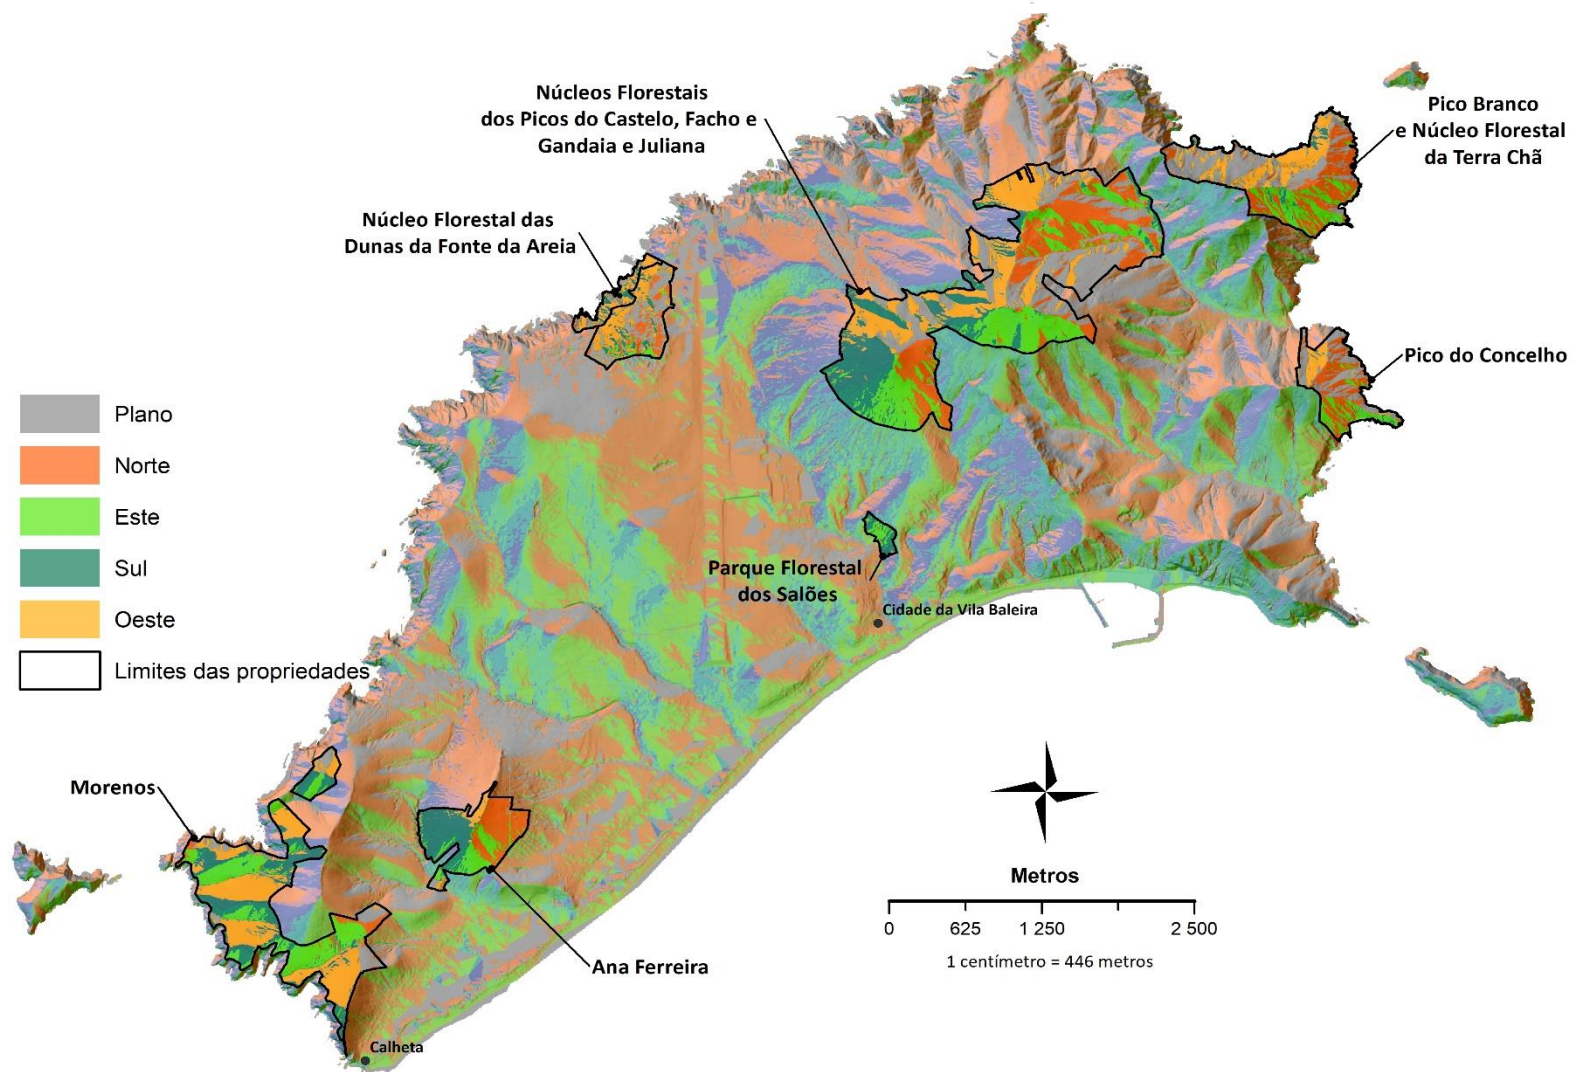 Núcleos Florestais
dos Picos do Castelo, Facho e
Gandaia e Juliana
Pico Branco
e Núcleo Florestal
da Terra Chã
Núcleo Florestal das
Dunas da Fonte da Areia
Pico do Concelho
Plano
Norte
Este
Sul
Oeste
Limites das propriedades
Parque Florestal
dos Salões
Cidade da Vila Baleira
Morenos
Ana Ferreira
Calheta
Metros
0 625 1 250 2 500
1 centímetro = 446 metros